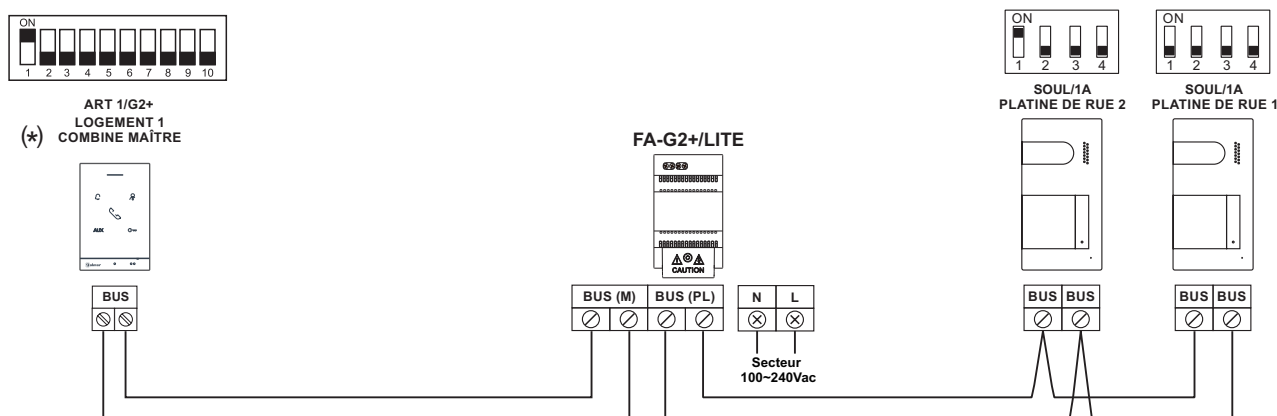 ON
1 2 3 4 5 6 7 8 9 10
ART 1/G2+
LOGEMENT 1
(*) COMBINE MAÎTRE
AUX
BUS
FA-G2+/LITE
CAUTION
BUS (M) BUS (PL) N L
Secteur
100~240Vac
ON
1 2 3 4
SOUL/1A
PLATINE DE RUE 2
BUS BUS
ON
1 2 3 4
SOUL/1A
PLATINE DE RUE 1
BUS BUS